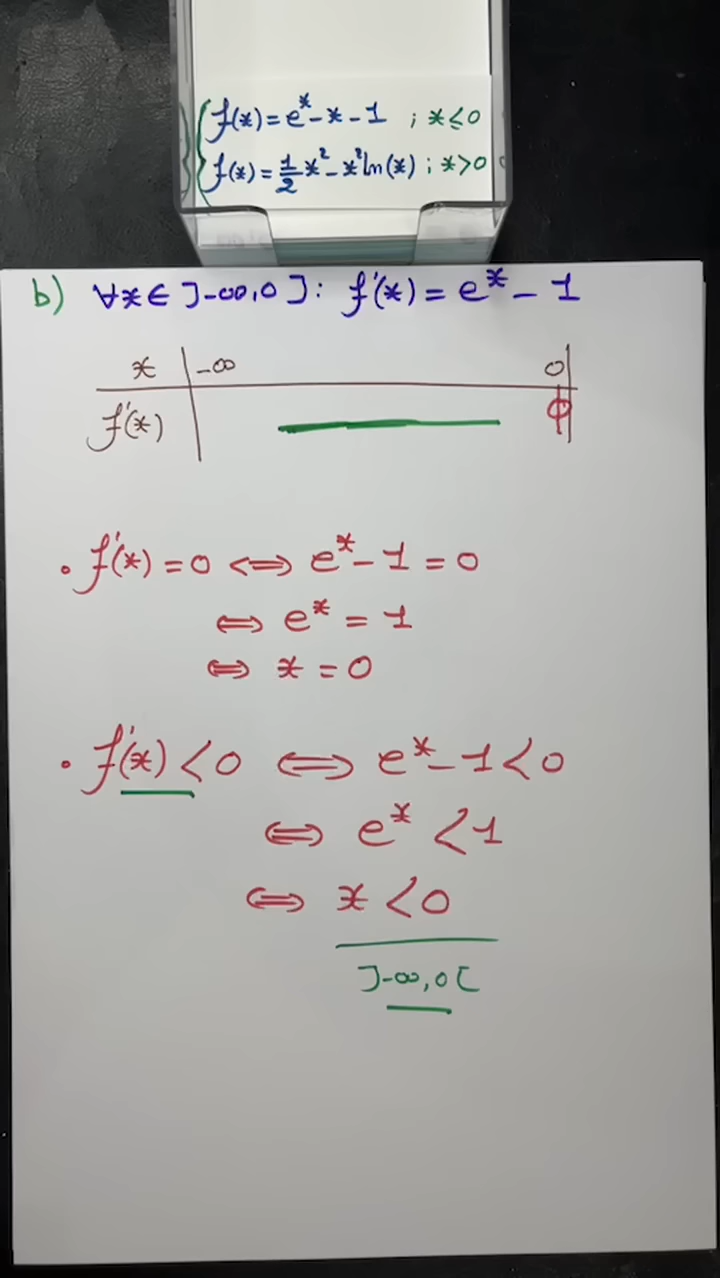 f(x) = e^x - x - 1 ; x ≤ 0
f(x) = 1/2 x² - x² ln(x) ; x > 0
b) ∀x ∈ ]-∞, 0]: f'(x) = e^x - 1
x | -∞ 0
f'(x) | — 0
• f'(x) = 0 ⟺ e^x - 1 = 0
⟺ e^x = 1
⟺ x = 0
• f'(x) < 0 ⟺ e^x - 1 < 0
⟺ e^x < 1
⟺ x < 0
]-∞, 0[